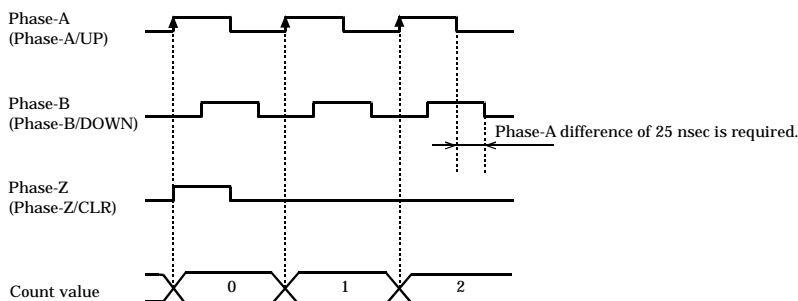 Phase-A
(Phase-A/UP)
Phase-B
(Phase-B/DOWN)
Phase-A difference of 25 nsec is required.
Phase-Z
(Phase-Z/CLR)
Count value
0
1
2